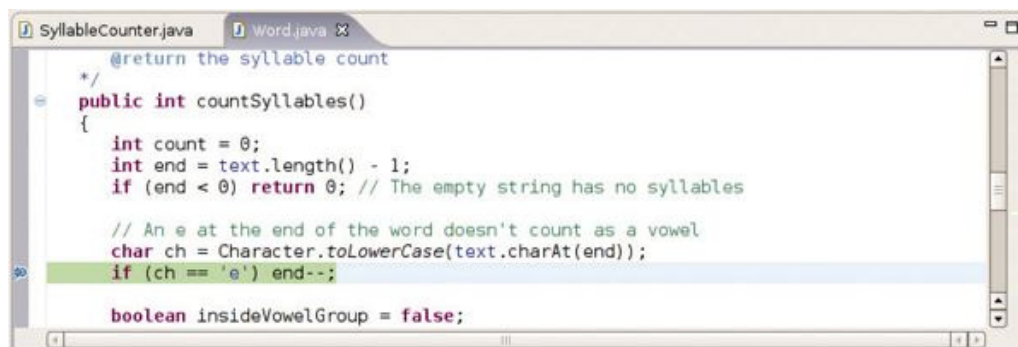 SyllableCounter.java Word.java
@return the syllable count
*/
public int countSyllables()
{
int count = 0;
int end = text.length() - 1;
if (end < 0) return 0; // The empty string has no syllables
// An e at the end of the word doesn't count as a vowel
char ch = Character.toLowerCase(text.charAt(end));
if (ch == 'e') end--;
boolean insideVowelGroup = false;